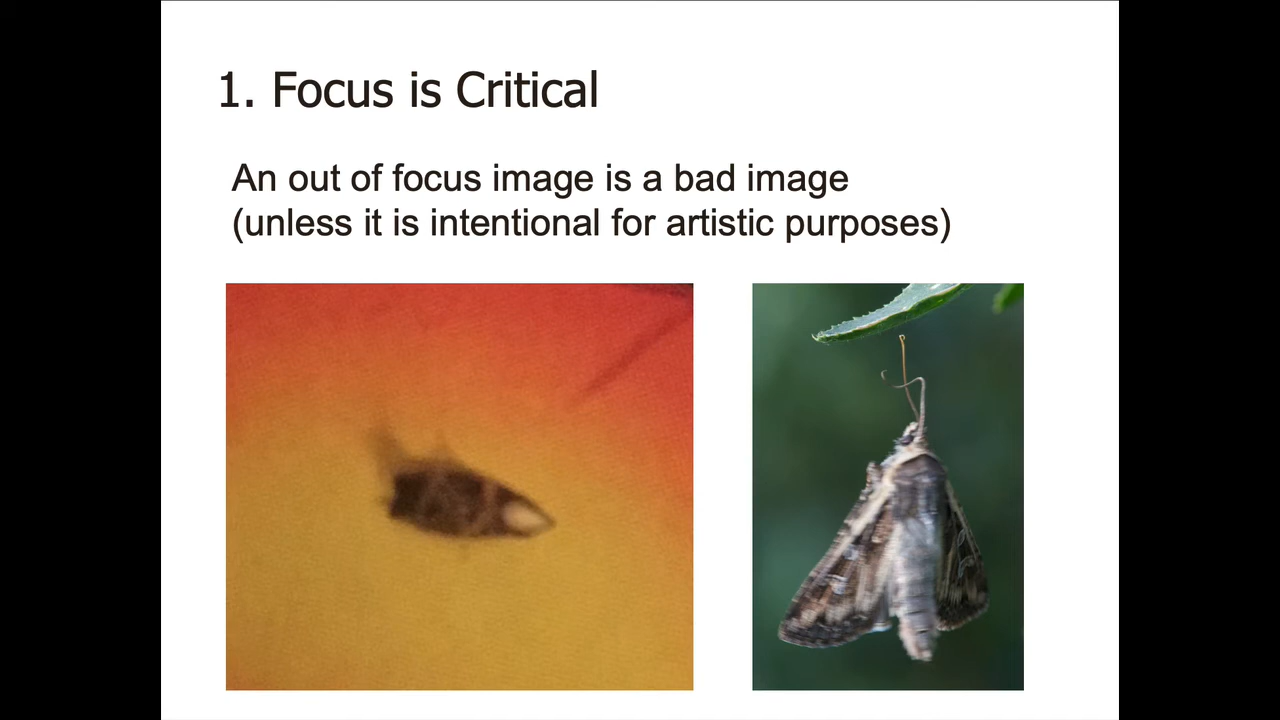 1. Focus is Critical
An out of focus image is a bad image
(unless it is intentional for artistic purposes)